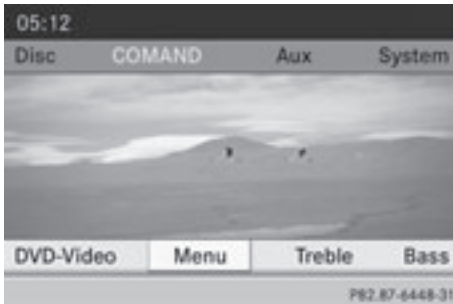 05:12
Disc COMAND Aux System
DVD-Video Menu Treble Bass
P82.87-6448-31